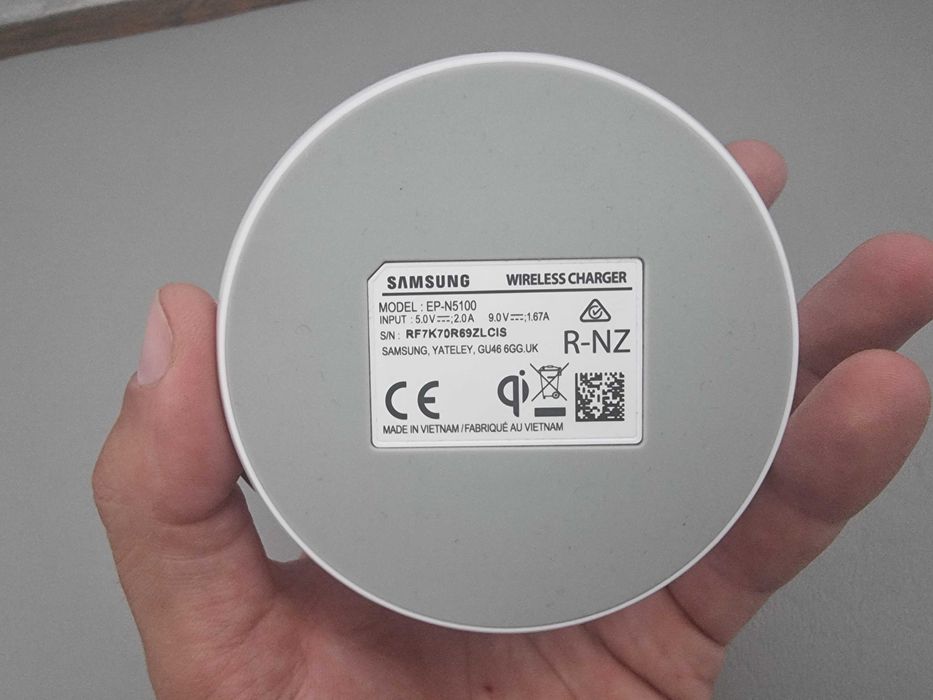 SAMSUNG WIRELESS CHARGER
MODEL : EP-N5100
INPUT : 5.0V⎓;2.0A 9.0V⎓;1.67A
S/N : RF7K70R69ZLCIS
SAMSUNG, YATELEY, GU46 6GG.UK
R-NZ
CE
qi
MADE IN VIETNAM / FABRIQUÉ AU VIETNAM